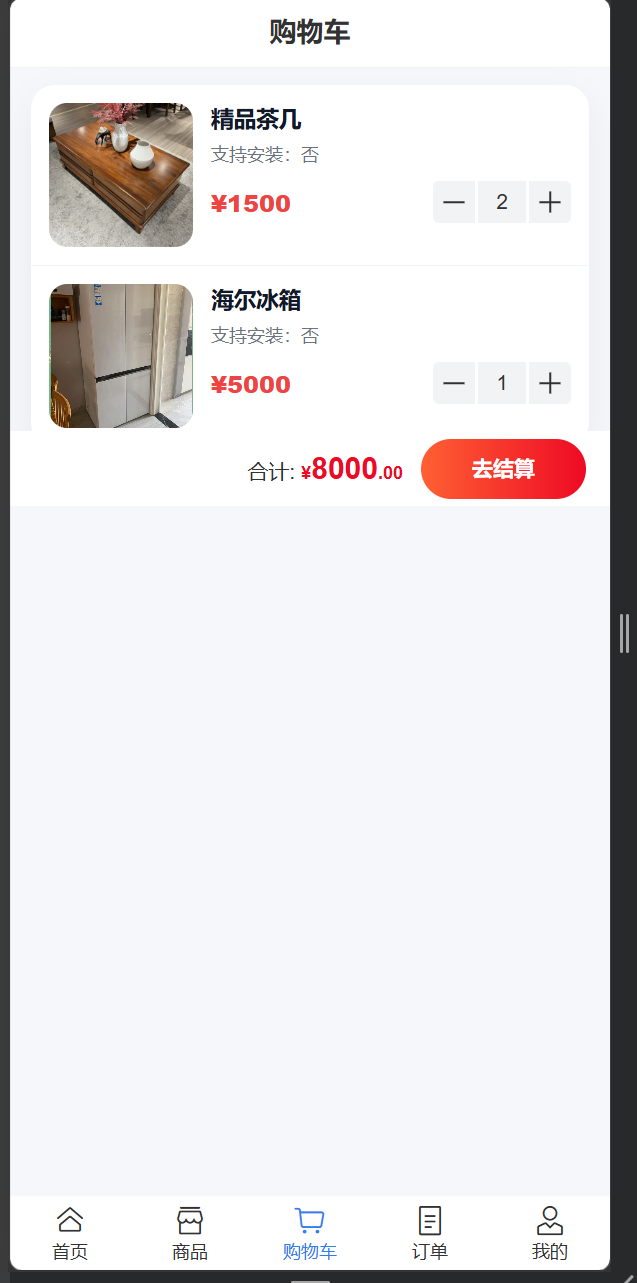 购物车
精品茶几
支持安装：否
¥1500
2
海尔冰箱
支持安装：否
¥5000
1
合计: ¥8000.00
去结算
首页 商品 购物车 订单 我的